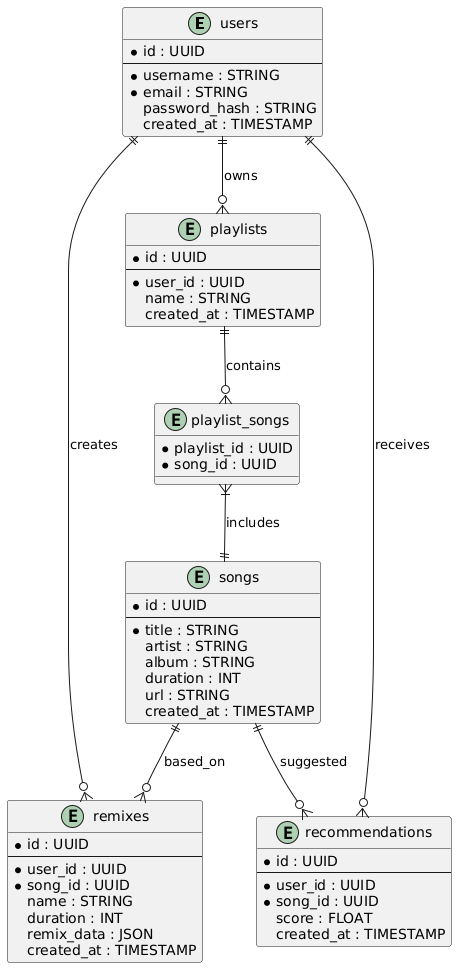 E users
* id : UUID
* username : STRING
* email : STRING
password_hash : STRING
created_at : TIMESTAMP
owns
E playlists
* id : UUID
* user_id : UUID
name : STRING
created_at : TIMESTAMP
contains
E playlist_songs
* playlist_id : UUID
* song_id : UUID
creates
receives
includes
E songs
* id : UUID
* title : STRING
artist : STRING
album : STRING
duration : INT
url : STRING
created_at : TIMESTAMP
based_on
suggested
E remixes
* id : UUID
* user_id : UUID
* song_id : UUID
name : STRING
duration : INT
remix_data : JSON
created_at : TIMESTAMP
E recommendations
* id : UUID
* user_id : UUID
* song_id : UUID
score : FLOAT
created_at : TIMESTAMP